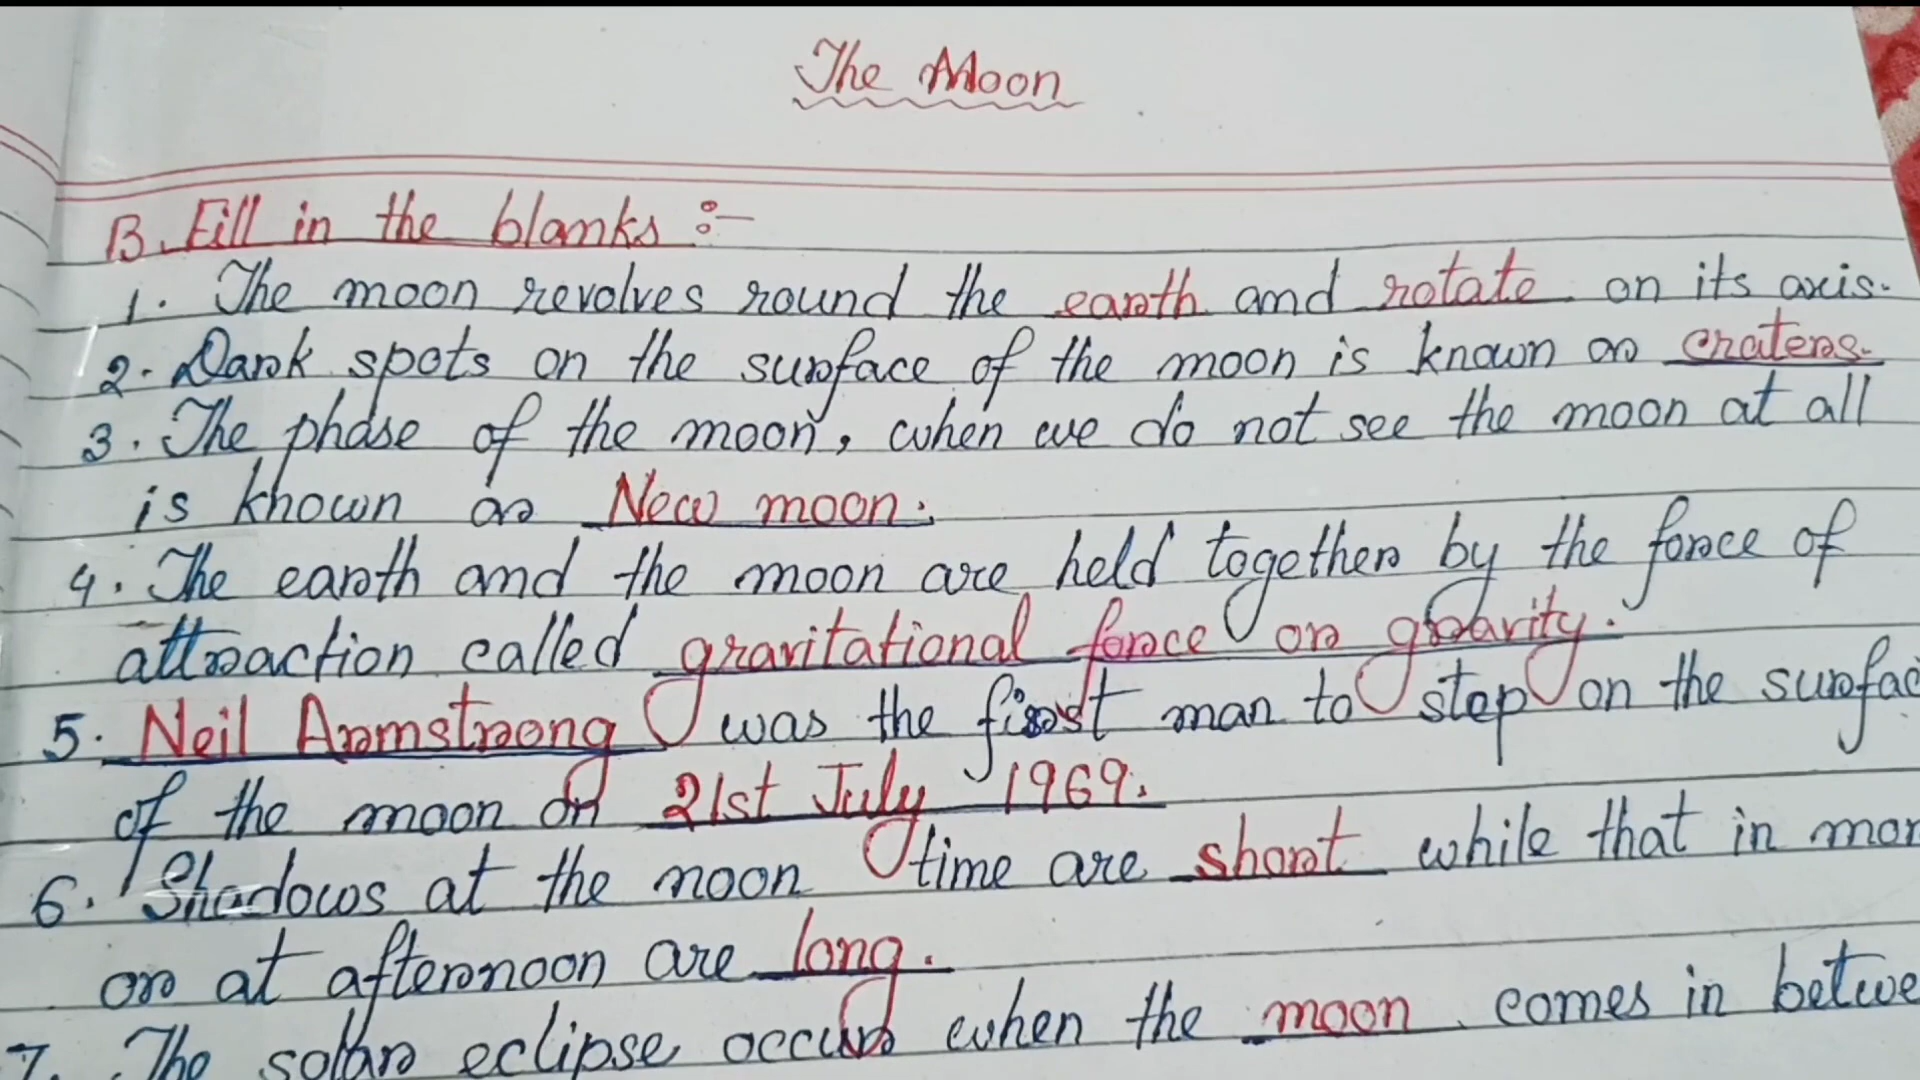 The Moon
B. Fill in the blanks :-
1. The moon revolves round the earth and rotate on its axis.
2. Dark spots on the surface of the moon is known as craters.
3. The phase of the moon, when we do not see the moon at all
is known as New moon.
4. The earth and the moon are held together by the force of
attraction called gravitational force or gravity.
5. Neil Armstrong was the first man to step on the surfac
of the moon on 21st July 1969.
6. Shadows at the noon time are short while that in mor
or at afternoon are long.
7. The solar eclipse occurs when the moon comes in betwe